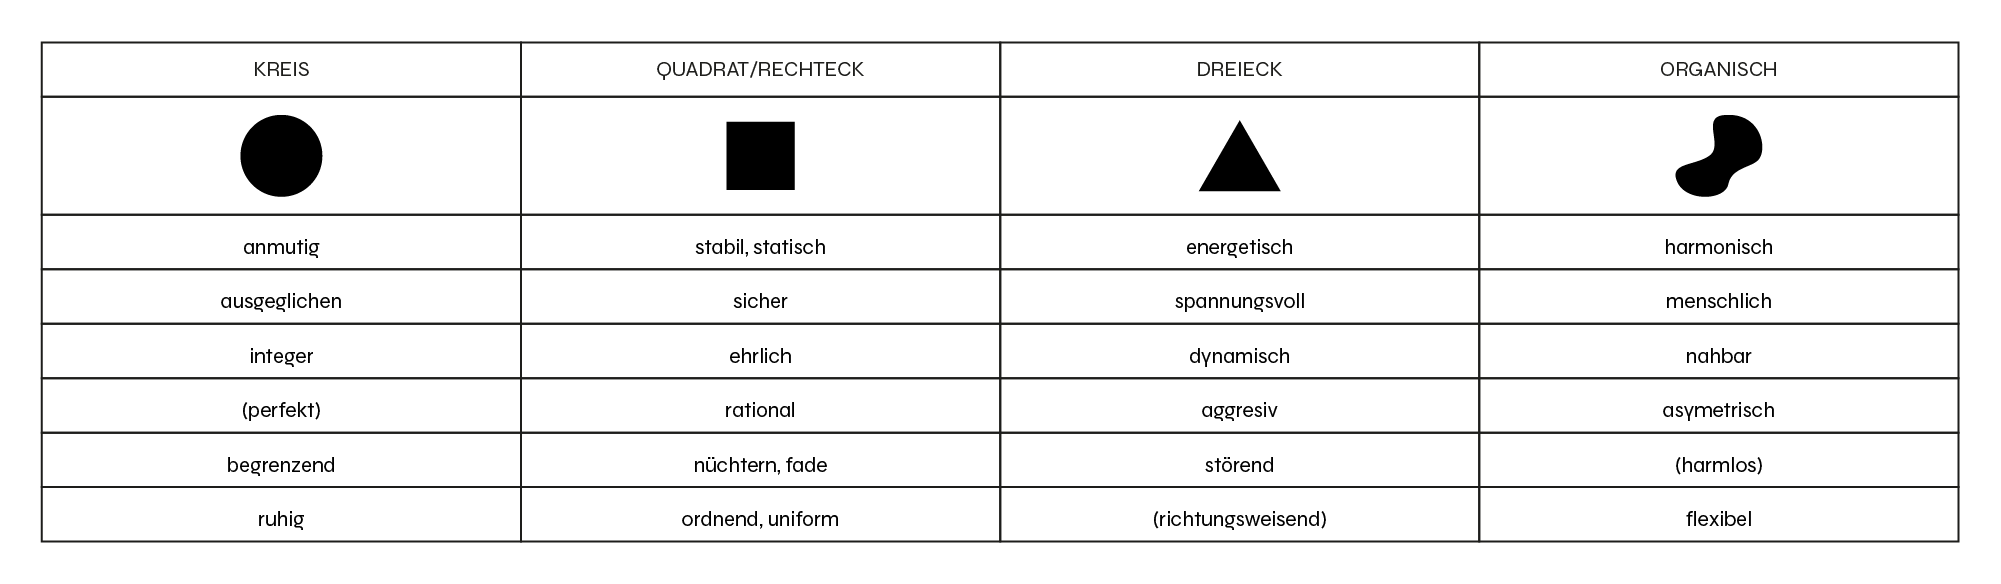 KREIS QUADRAT/RECHTECK DREIECK ORGANISCH
anmutig stabil, statisch energetisch harmonisch
ausgeglichen sicher spannungsvoll menschlich
integer ehrlich dynamisch nahbar
(perfekt) rational aggresiv asymetrisch
begrenzend nüchtern, fade störend (harmlos)
ruhig ordnend, uniform (richtungsweisend) flexibel